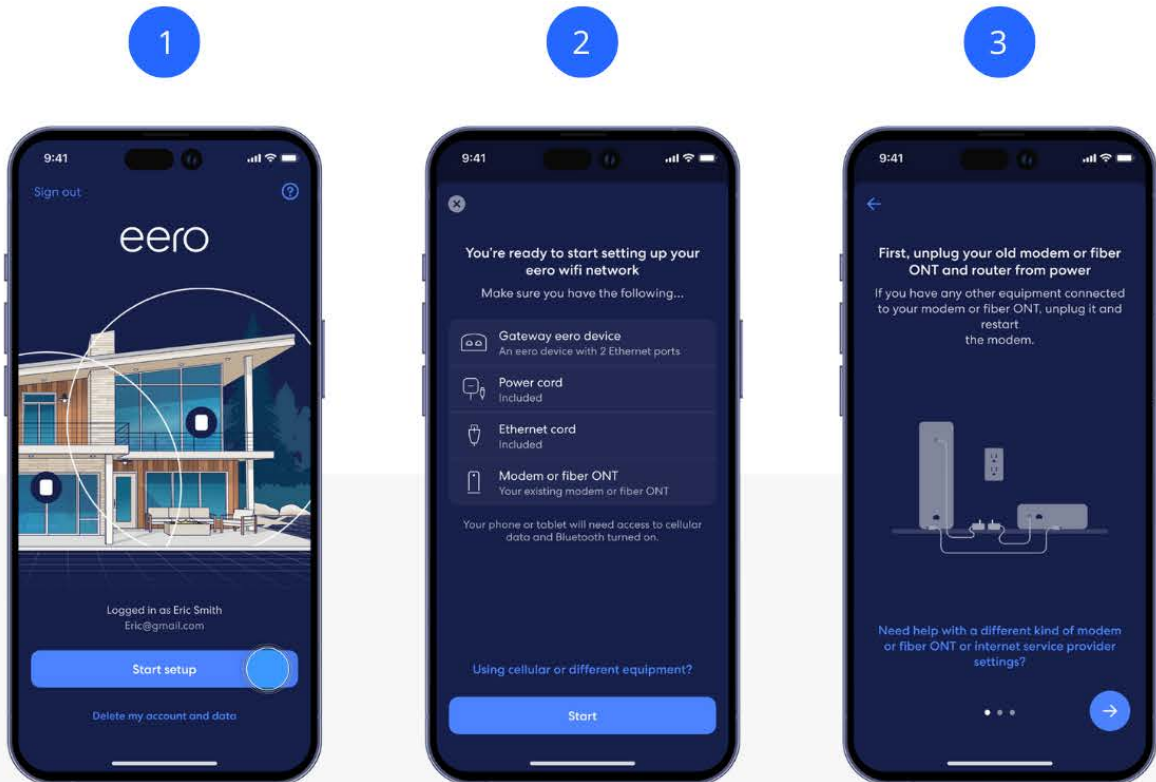 1
9:41
Sign out
?
eero
Logged in as Eric Smith
Eric@gmail.com
Start setup
Delete my account and data
2
9:41
You're ready to start setting up your
eero wifi network
Make sure you have the following...
Gateway eero device
An eero device with 2 Ethernet ports
Power cord
Included
Ethernet cord
Included
Modem or fiber ONT
Your existing modem or fiber ONT
Your phone or tablet will need access to cellular
data and Bluetooth turned on.
Using cellular or different equipment?
Start
3
9:41
First, unplug your old modem or fiber
ONT and router from power
If you have any other equipment connected
to your modem or fiber ONT, unplug it and
restart
the modem.
Need help with a different kind of modem
or fiber ONT or internet service provider
settings?